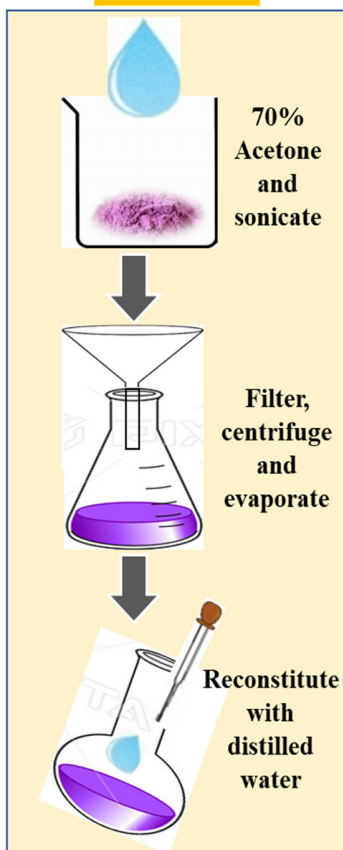 70%
Acetone
and
sonicate
Filter,
centrifuge
and
evaporate
Reconstitute
with
distilled
water